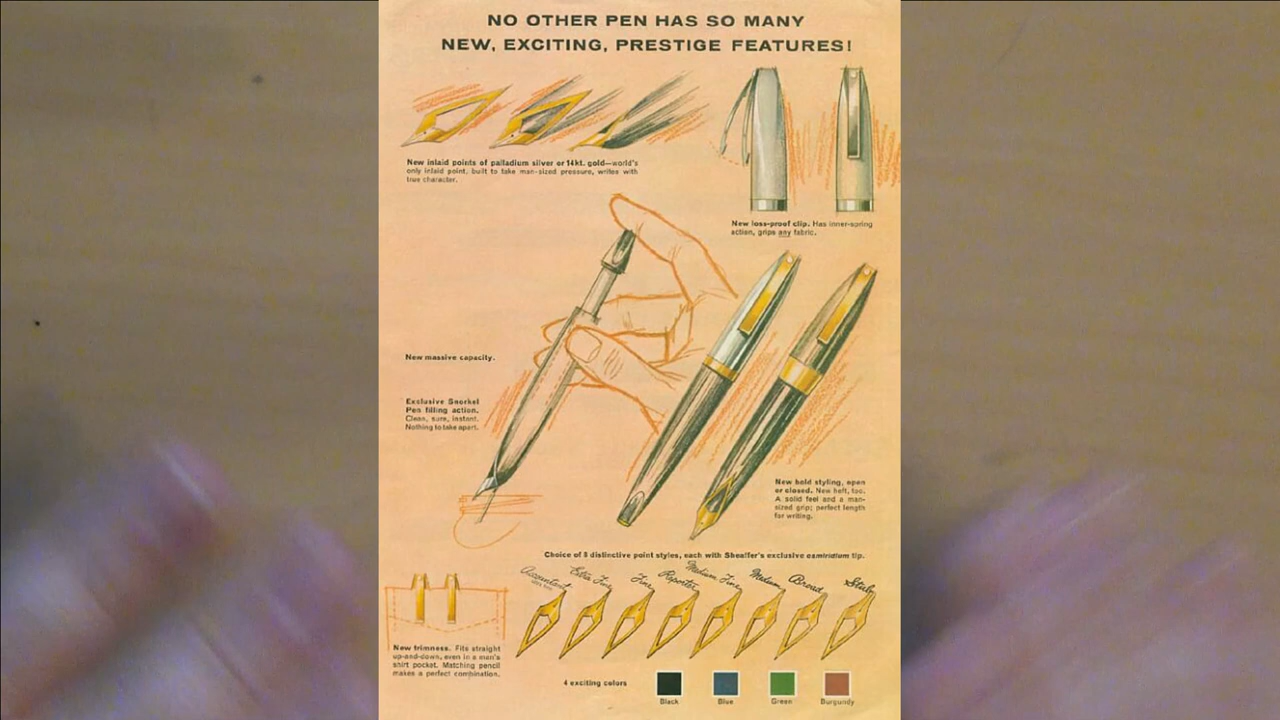 NO OTHER PEN HAS SO MANY
NEW, EXCITING, PRESTIGE FEATURES!
New inlaid points of palladium silver or 14kt. gold—world's
only inlaid point, built to take man-sized pressure, writes with
true character.
New loss-proof clip. Has inner-spring
action, grips any fabric.
New massive capacity.
Exclusive Snorkel
Pen filling action.
Clean, sure, instant.
Nothing to take apart.
New bold styling, open
or closed. New heft, too.
A solid feel and a man-
sized grip; perfect length
for writing.
Choice of 8 distinctive point styles, each with Sheaffer's exclusive osmiridium tip.
Accountant
Extra Fine
Fine
Reporter
Medium Fine
Medium
Broad
Stub
New trimness. Fits straight
up-and-down, even in a man's
shirt pocket. Matching pencil
makes a perfect combination.
4 exciting colors
Black
Blue
Green
Burgundy